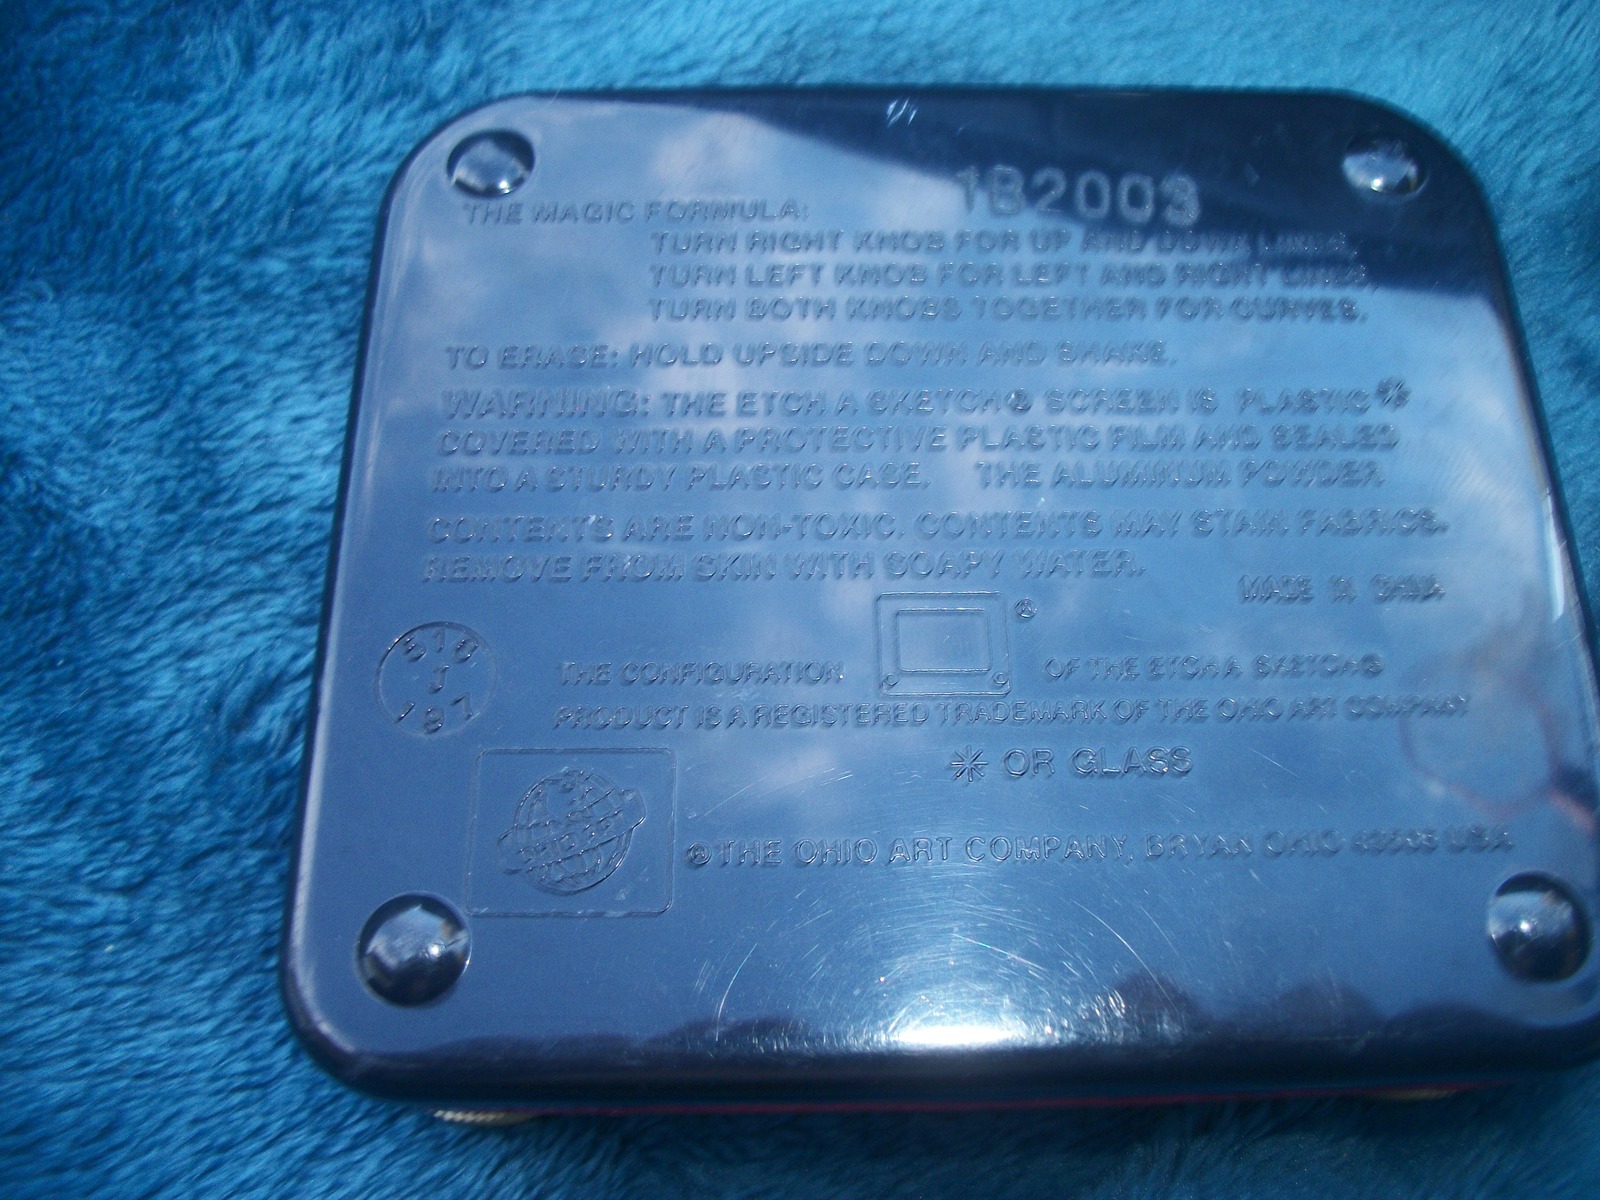 1B2003
THE MAGIC FORMULA:
TURN RIGHT KNOB FOR UP AND DOWN LINES,
TURN LEFT KNOB FOR LEFT AND RIGHT LINES,
TURN BOTH KNOBS TOGETHER FOR CURVES.
TO ERASE: HOLD UPSIDE DOWN AND SHAKE.
WARNING: THE ETCH A SKETCH® SCREEN IS PLASTIC*
COVERED WITH A PROTECTIVE PLASTIC FILM AND SEALED
INTO A STURDY PLASTIC CASE. THE ALUMINUM POWDER
CONTENTS ARE NON-TOXIC. CONTENTS MAY STAIN FABRICS.
REMOVE FROM SKIN WITH SOAPY WATER.
MADE IN CHINA
®
J
THE CONFIGURATION OF THE ETCH A SKETCH®
PRODUCT IS A REGISTERED TRADEMARK OF THE OHIO ART COMPANY
* OR GLASS
© THE OHIO ART COMPANY, BRYAN OHIO 43506 USA